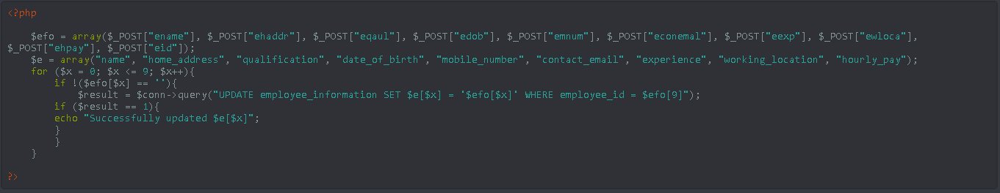 <?php
$efo = array($_POST["ename"], $_POST["ehaddr"], $_POST["eqaul"], $_POST["edob"], $_POST["emnum"], $_POST["econemal"], $_POST["eexp"], $_POST["ewloca"],
$_POST["ehpay"], $_POST["eid"]);
$e = array("name", "home_address", "qualification", "date_of_birth", "mobile_number", "contact_email", "experience", "working_location", "hourly_pay");
for ($x = 0; $x <= 9; $x++){
if !($efo[$x] == ''){
$result = $conn->query("UPDATE employee_information SET $e[$x] = '$efo[$x]' WHERE employee_id = $efo[9]");
if ($result == 1){
echo "Successfully updated $e[$x]";
}
}
}
?>